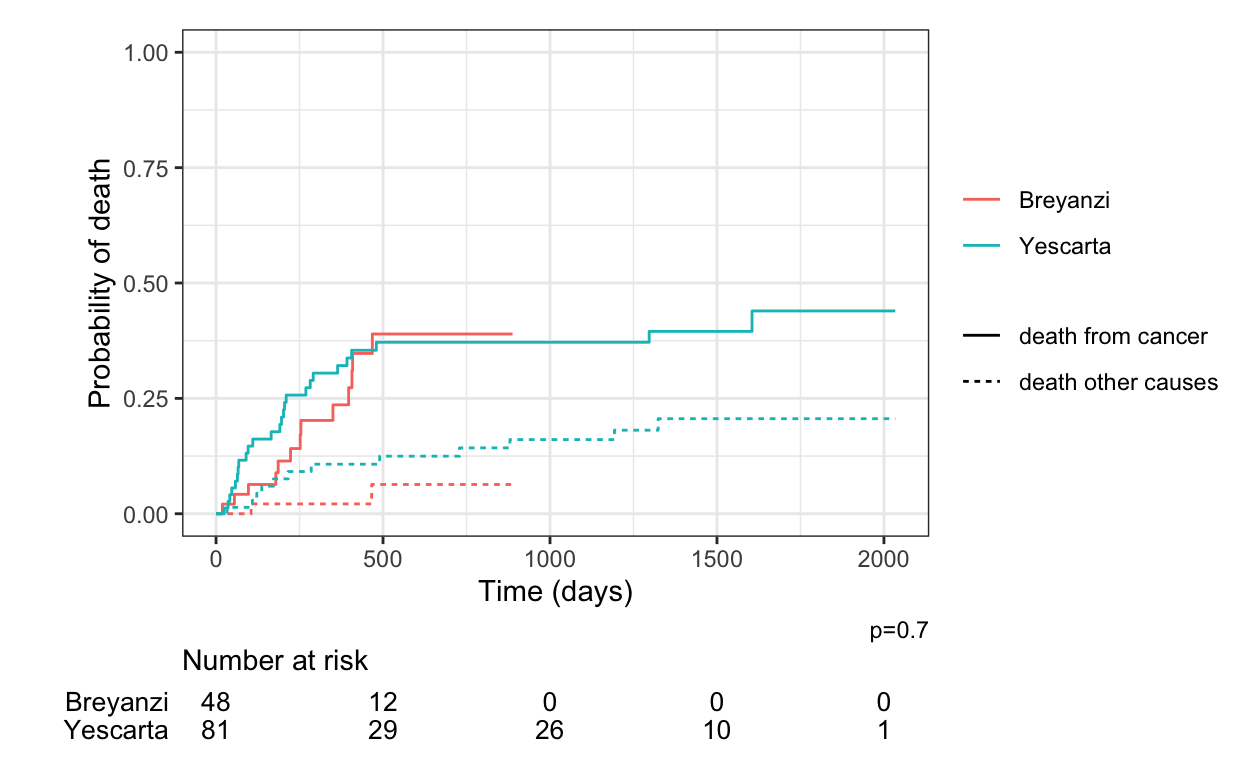 1.00
0.75
0.50
0.25
0.00
Probability of death
0 500 1000 1500 2000
Time (days)
Breyanzi
Yescarta
death from cancer
death other causes
p=0.7
Number at risk
Breyanzi 48 12 0 0 0
Yescarta 81 29 26 10 1